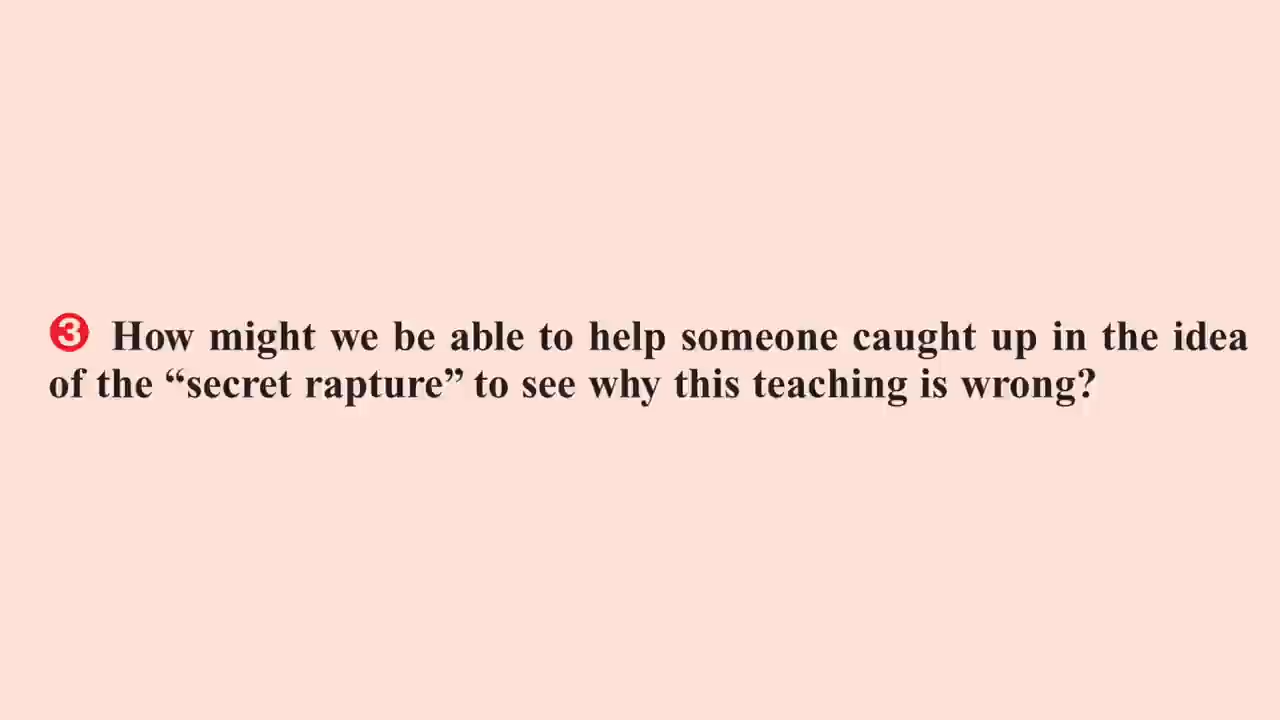 ❸ How might we be able to help someone caught up in the idea
of the “secret rapture” to see why this teaching is wrong?